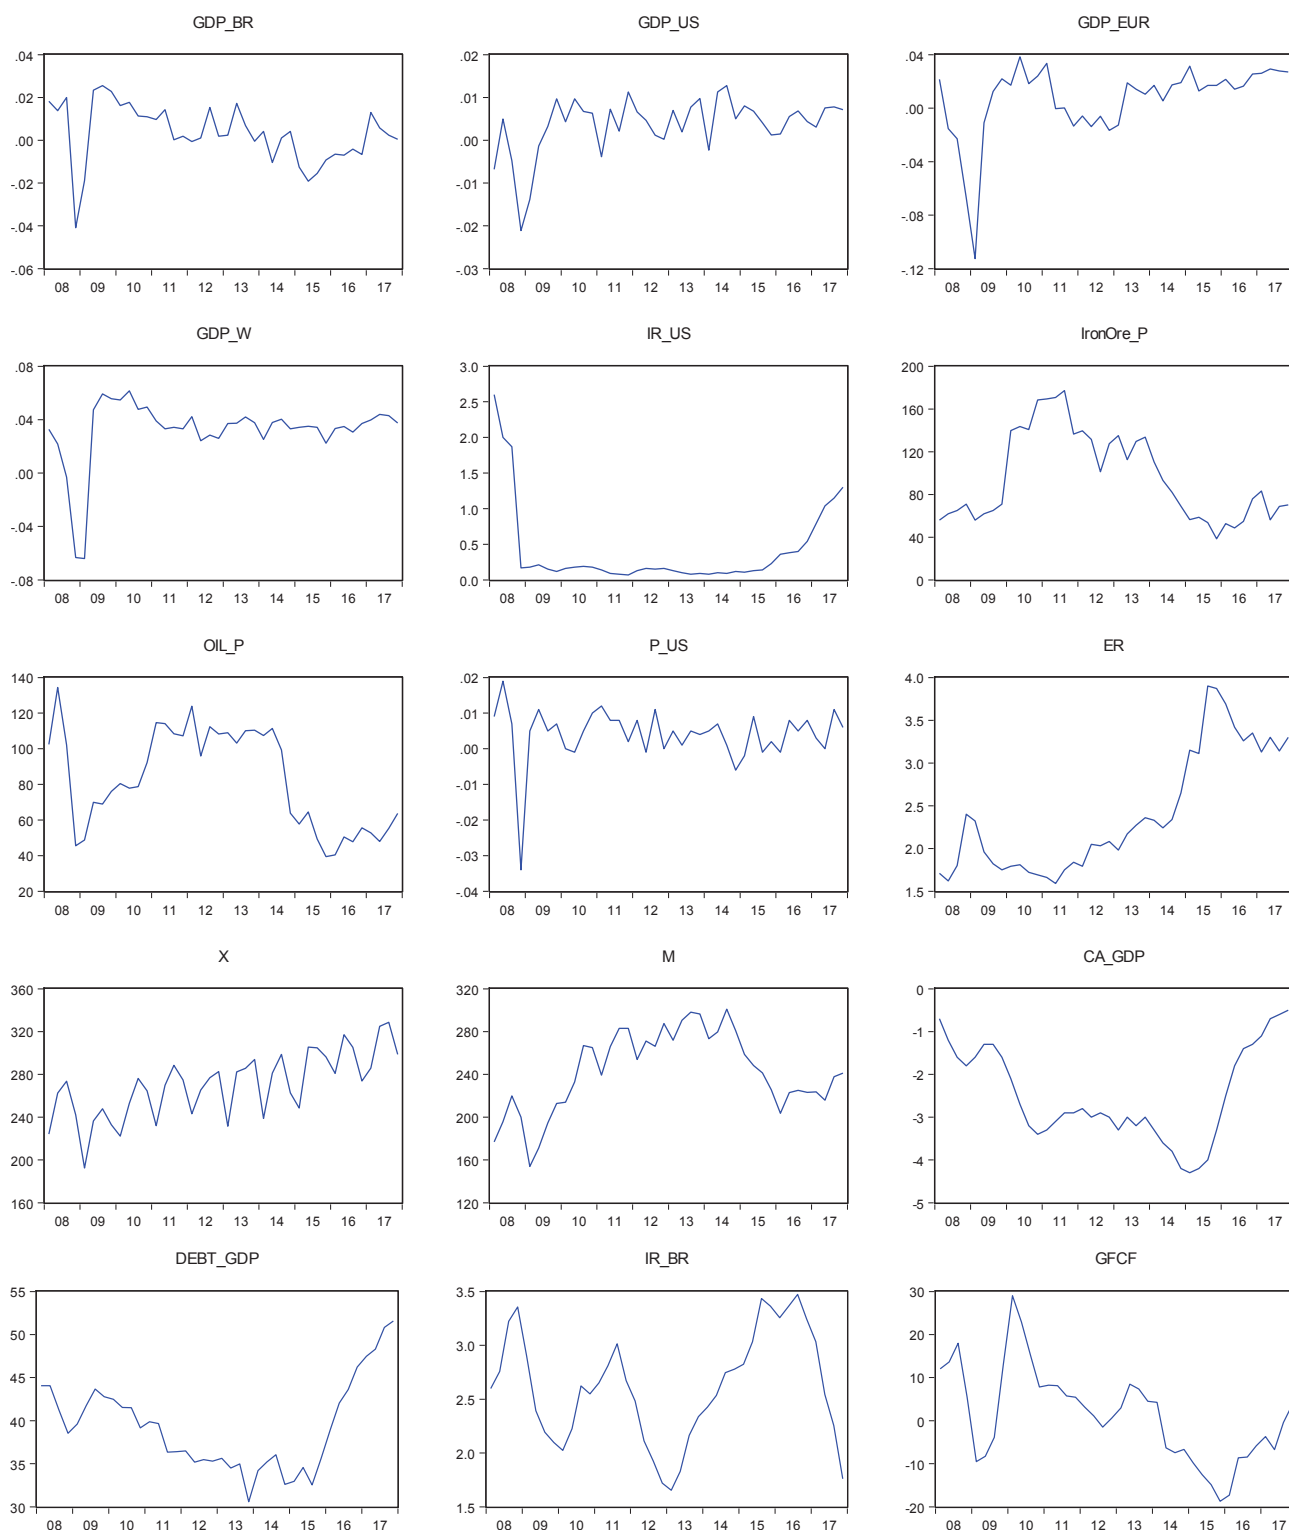 GDP_BR GDP_US GDP_EUR
.04 .02 .04
.02 .01 .00
.00 .00 -.04
-.02 -.01 -.08
-.04 -.02 -.12
-.06 -.03
08 09 10 11 12 13 14 15 16 17 08 09 10 11 12 13 14 15 16 17 08 09 10 11 12 13 14 15 16 17
GDP_W IR_US IronOre_P
.08 3.0 200
.04 2.5 160
.00 2.0 120
-.04 1.5 80
-.08 1.0 40
0.5 0
0.0
08 09 10 11 12 13 14 15 16 17 08 09 10 11 12 13 14 15 16 17 08 09 10 11 12 13 14 15 16 17
OIL_P P_US ER
140 .02 4.0
120 .01 3.5
100 .00 3.0
80 -.01 2.5
60 -.02 2.0
40 -.03 1.5
20 -.04
08 09 10 11 12 13 14 15 16 17 08 09 10 11 12 13 14 15 16 17 08 09 10 11 12 13 14 15 16 17
X M CA_GDP
360 320 0
320 280 -1
280 240 -2
240 200 -3
200 160 -4
160 120 -5
08 09 10 11 12 13 14 15 16 17 08 09 10 11 12 13 14 15 16 17 08 09 10 11 12 13 14 15 16 17
DEBT_GDP IR_BR GFCF
55 3.5 30
50 3.0 20
45 2.5 10
40 2.0 0
35 1.5 -10
30 -20
08 09 10 11 12 13 14 15 16 17 08 09 10 11 12 13 14 15 16 17 08 09 10 11 12 13 14 15 16 17